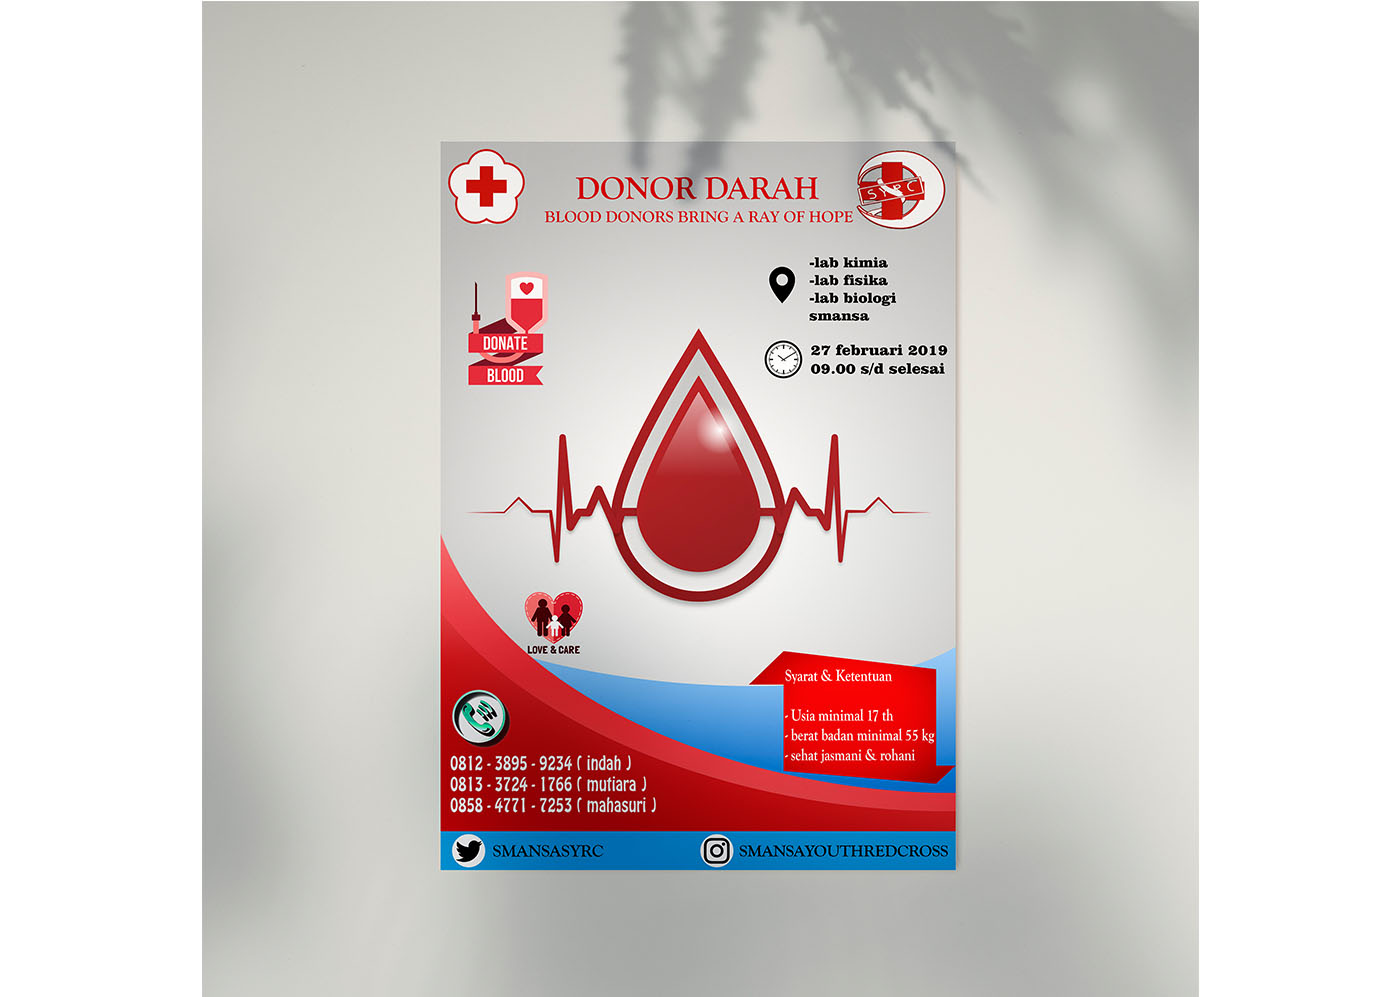 DONOR DARAH
BLOOD DONORS BRING A RAY OF HOPE
SYRC
-lab kimia
-lab fisika
-lab biologi
smansa
27 februari 2019
09.00 s/d selesai
DONATE
BLOOD
LOVE & CARE
Syarat & Ketentuan
- Usia minimal 17 th
- berat badan minimal 55 kg
- sehat jasmani & rohani
0812 - 3895 - 9234 ( indah )
0813 - 3724 - 1766 ( mutiara )
0858 - 4771 - 7253 ( mahasuri )
SMANSASYRC
SMANSAYOUTHREDCROSS